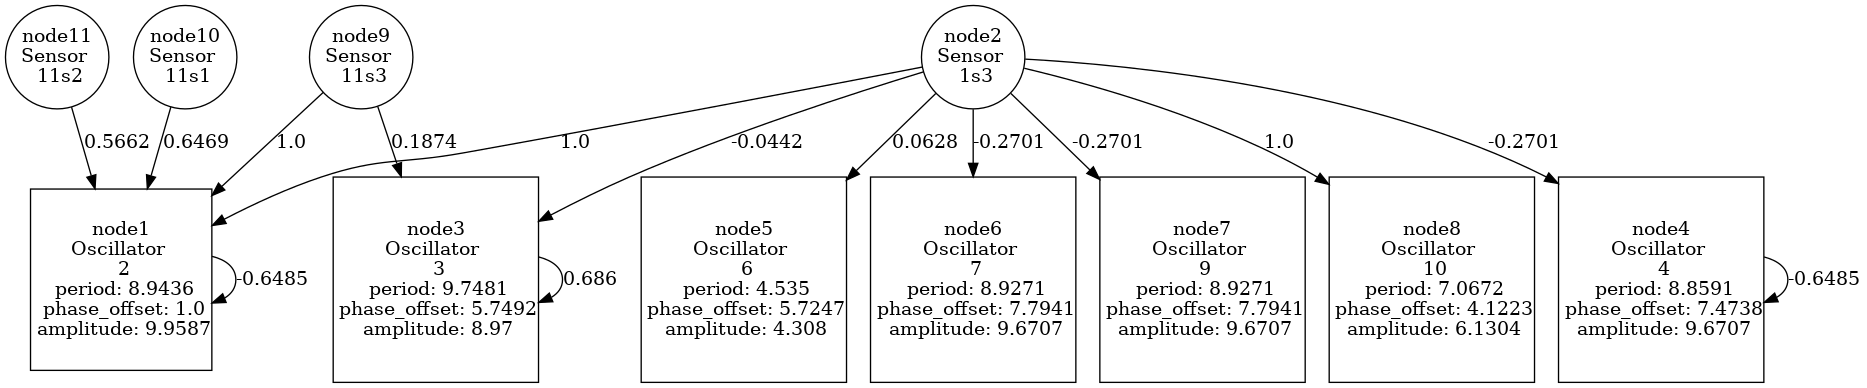 node11
Sensor
11s2
node10
Sensor
11s1
node9
Sensor
11s3
node2
Sensor
1s3
0.5662
0.6469
1.0
0.1874
1.0
-0.0442
0.0628
-0.2701
-0.2701
1.0
-0.2701
node1
Oscillator
2
period: 8.9436
phase_offset: 1.0
amplitude: 9.9587
-0.6485
node3
Oscillator
3
period: 9.7481
phase_offset: 5.7492
amplitude: 8.97
0.686
node5
Oscillator
6
period: 4.535
phase_offset: 5.7247
amplitude: 4.308
node6
Oscillator
7
period: 8.9271
phase_offset: 7.7941
amplitude: 9.6707
node7
Oscillator
9
period: 8.9271
phase_offset: 7.7941
amplitude: 9.6707
node8
Oscillator
10
period: 7.0672
phase_offset: 4.1223
amplitude: 6.1304
node4
Oscillator
4
period: 8.8591
phase_offset: 7.4738
amplitude: 9.6707
-0.6485